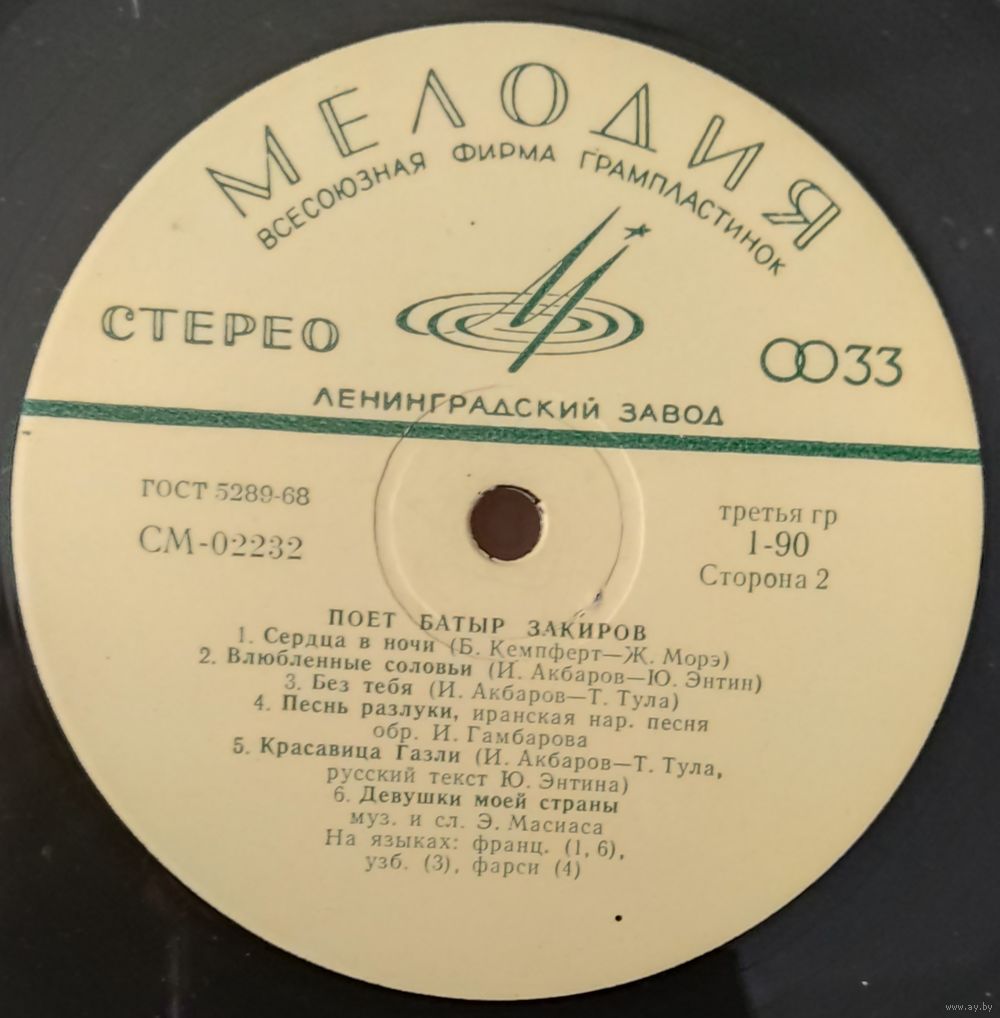 МЕЛОДИЯ
ВСЕСОЮЗНАЯ ФИРМА ГРАМПЛАСТИНОК
СТЕРЕО
33
ЛЕНИНГРАДСКИЙ ЗАВОД
ГОСТ 5289-68
СМ-02232
третья гр
1-90
Сторона 2
ПОЕТ БАТЫР ЗАКИРОВ
1. Сердца в ночи (Б. Кемпферт—Ж. Морэ)
2. Влюбленные соловьи (И. Акбаров—Ю. Энтин)
3. Без тебя (И. Акбаров—Т. Тула)
4. Песнь разлуки, иранская нар. песня
обр. И. Гамбарова
5. Красавица Газли (И. Акбаров—Т. Тула,
русский текст Ю. Энтина)
6. Девушки моей страны
муз. и сл. Э. Масиаса
На языках: франц. (1, 6),
узб. (3), фарси (4)
www.ay.by